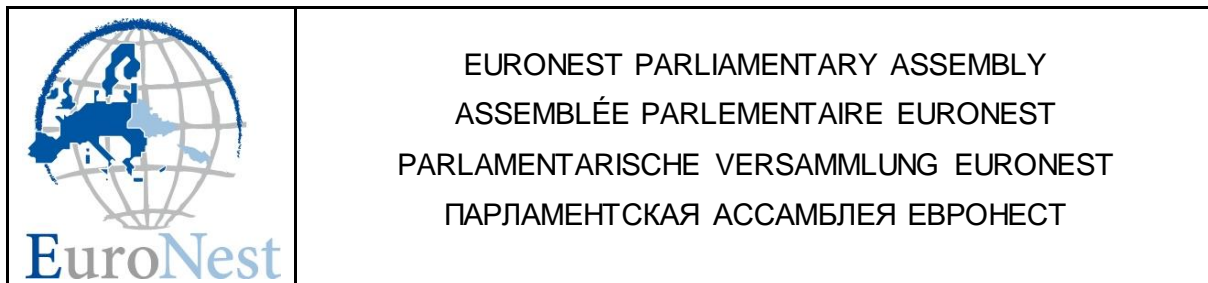 EuroNest
EURONEST PARLIAMENTARY ASSEMBLY
ASSEMBLÉE PARLEMENTAIRE EURONEST
PARLAMENTARISCHE VERSAMMLUNG EURONEST
ПАРЛАМЕНТСКАЯ АССАМБЛЕЯ ЕВРОНЕСТ